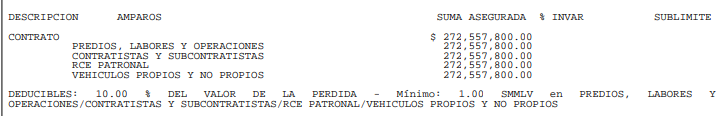 DESCRIPCION AMPAROS SUMA ASEGURADA % INVAR SUBLIMITE
CONTRATO $ 272,557,800.00
PREDIOS, LABORES Y OPERACIONES 272,557,800.00
CONTRATISTAS Y SUBCONTRATISTAS 272,557,800.00
RCE PATRONAL 272,557,800.00
VEHICULOS PROPIOS Y NO PROPIOS 272,557,800.00
DEDUCIBLES: 10.00 % DEL VALOR DE LA PERDIDA - Mínimo: 1.00 SMMLV en PREDIOS, LABORES Y
OPERACIONES/CONTRATISTAS Y SUBCONTRATISTAS/RCE PATRONAL/VEHICULOS PROPIOS Y NO PROPIOS